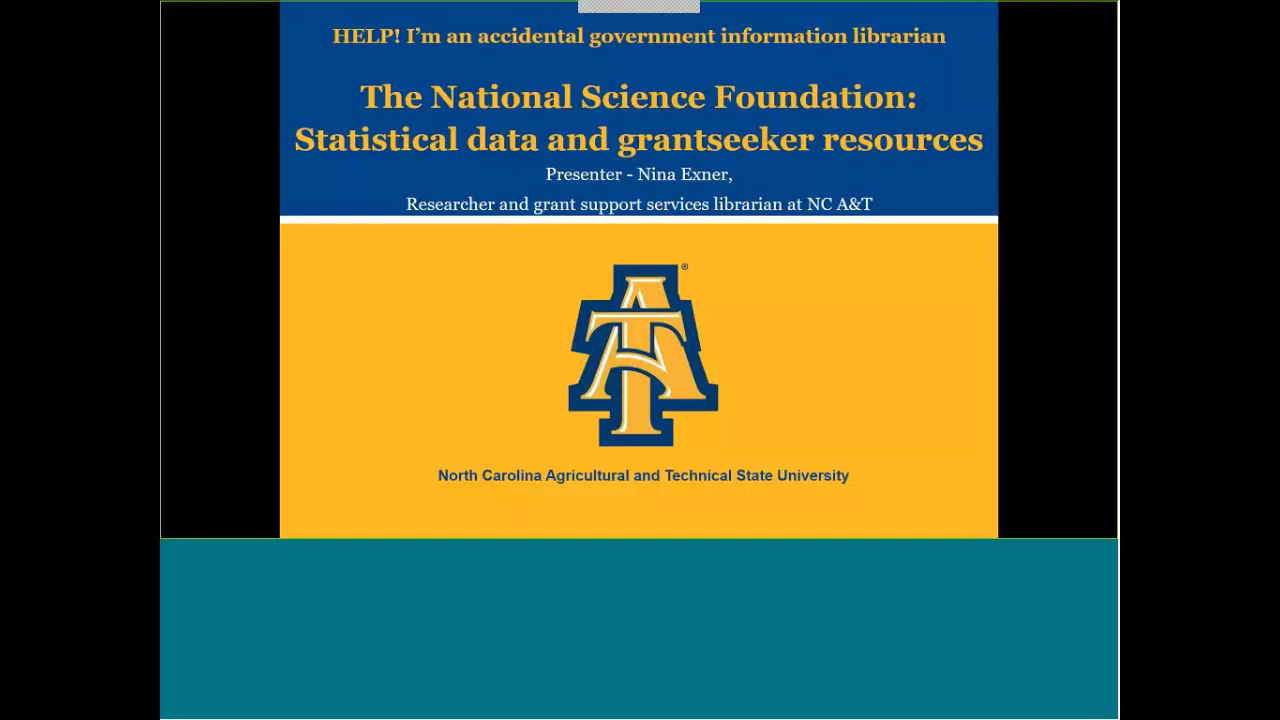 HELP! I'm an accidental government information librarian
The National Science Foundation:
Statistical data and grantseeker resources
Presenter - Nina Exner,
Researcher and grant support services librarian at NC A&T
®
AT
North Carolina Agricultural and Technical State University